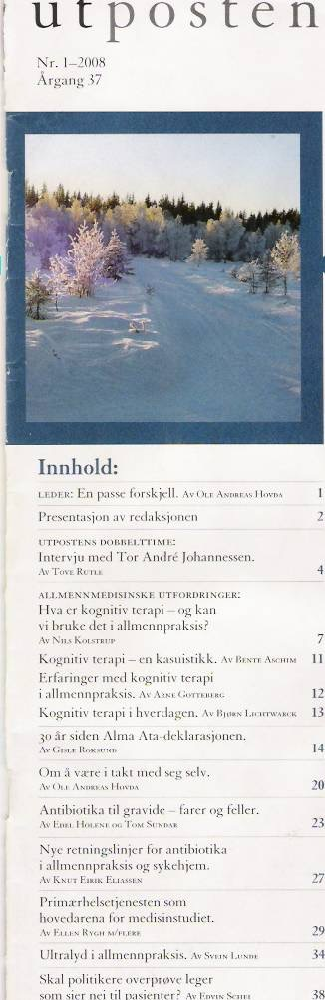 utposten
Nr. 1–2008
Årgang 37
Innhold:
LEDER: En passe forskjell. Av Ole Andreas Hovda 1
Presentasjon av redaksjonen 2
UTPOSTENS DOBBELTTIME:
Intervju med Tor André Johannessen.
Av Tove Rutle 4
ALLMENNMEDISINSKE UTFORDRINGER:
Hva er kognitiv terapi – og kan
vi bruke det i allmennpraksis?
Av Nils Kolstrup 7
Kognitiv terapi – en kasuistikk. Av Bente Aschim 11
Erfaringer med kognitiv terapi
i allmennpraksis. Av Arne Gotteberg 12
Kognitiv terapi i hverdagen. Av Bjørn Lichtwarck 13
30 år siden Alma Ata-deklarasjonen.
Av Gisle Roksund 14
Om å være i takt med seg selv.
Av Ole Andreas Hovda 20
Antibiotika til gravide – farer og feller.
Av Edel Holene og Tom Sundar 23
Nye retningslinjer for antibiotika
i allmennpraksis og sykehjem.
Av Knut Eirik Eliassen 27
Primærhelsetjenesten som
hovedarena for medisinstudiet.
Av Ellen Rygh m/flere 29
Ultralyd i allmennpraksis. Av Svein Lunde 34
Skal politikere overprøve leger
som sier nei til pasienter? Av Edvin Schei 38